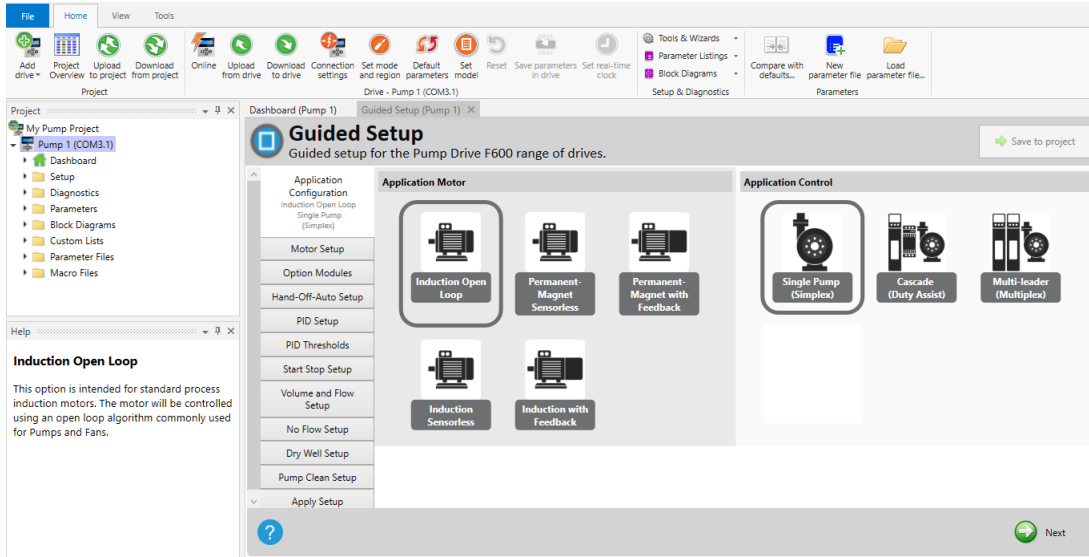 File Home View Tools
Add drive
Project Overview
Upload to project
Download from project
Online
Upload from drive
Download to drive
Connection settings
Set mode and region
Default parameters
Set model
Reset
Save parameters in drive
Set real-time clock
Tools & Wizards
Parameter Listings
Block Diagrams
Compare with defaults...
New parameter file
Load parameter file...
Project
Drive - Pump 1 (COM3.1)
Setup & Diagnostics
Parameters
Project
My Pump Project
Pump 1 (COM3.1)
Dashboard
Setup
Diagnostics
Parameters
Block Diagrams
Custom Lists
Parameter Files
Macro Files
Help
Induction Open Loop
This option is intended for standard process
induction motors. The motor will be controlled
using an open loop algorithm commonly used
for Pumps and Fans.
Dashboard (Pump 1) Guided Setup (Pump 1)
Guided Setup
Guided setup for the Pump Drive F600 range of drives.
Save to project
Application
Configuration
Induction Open Loop
Single Pump
(Simplex)
Motor Setup
Option Modules
Hand-Off-Auto Setup
PID Setup
PID Thresholds
Start Stop Setup
Volume and Flow
Setup
No Flow Setup
Dry Well Setup
Pump Clean Setup
Apply Setup
Application Motor
Induction Open
Loop
Permanent-
Magnet
Sensorless
Permanent-
Magnet with
Feedback
Induction
Sensorless
Induction with
Feedback
Application Control
Single Pump
(Simplex)
Cascade
(Duty Assist)
Multi-leader
(Multiplex)
?
Next